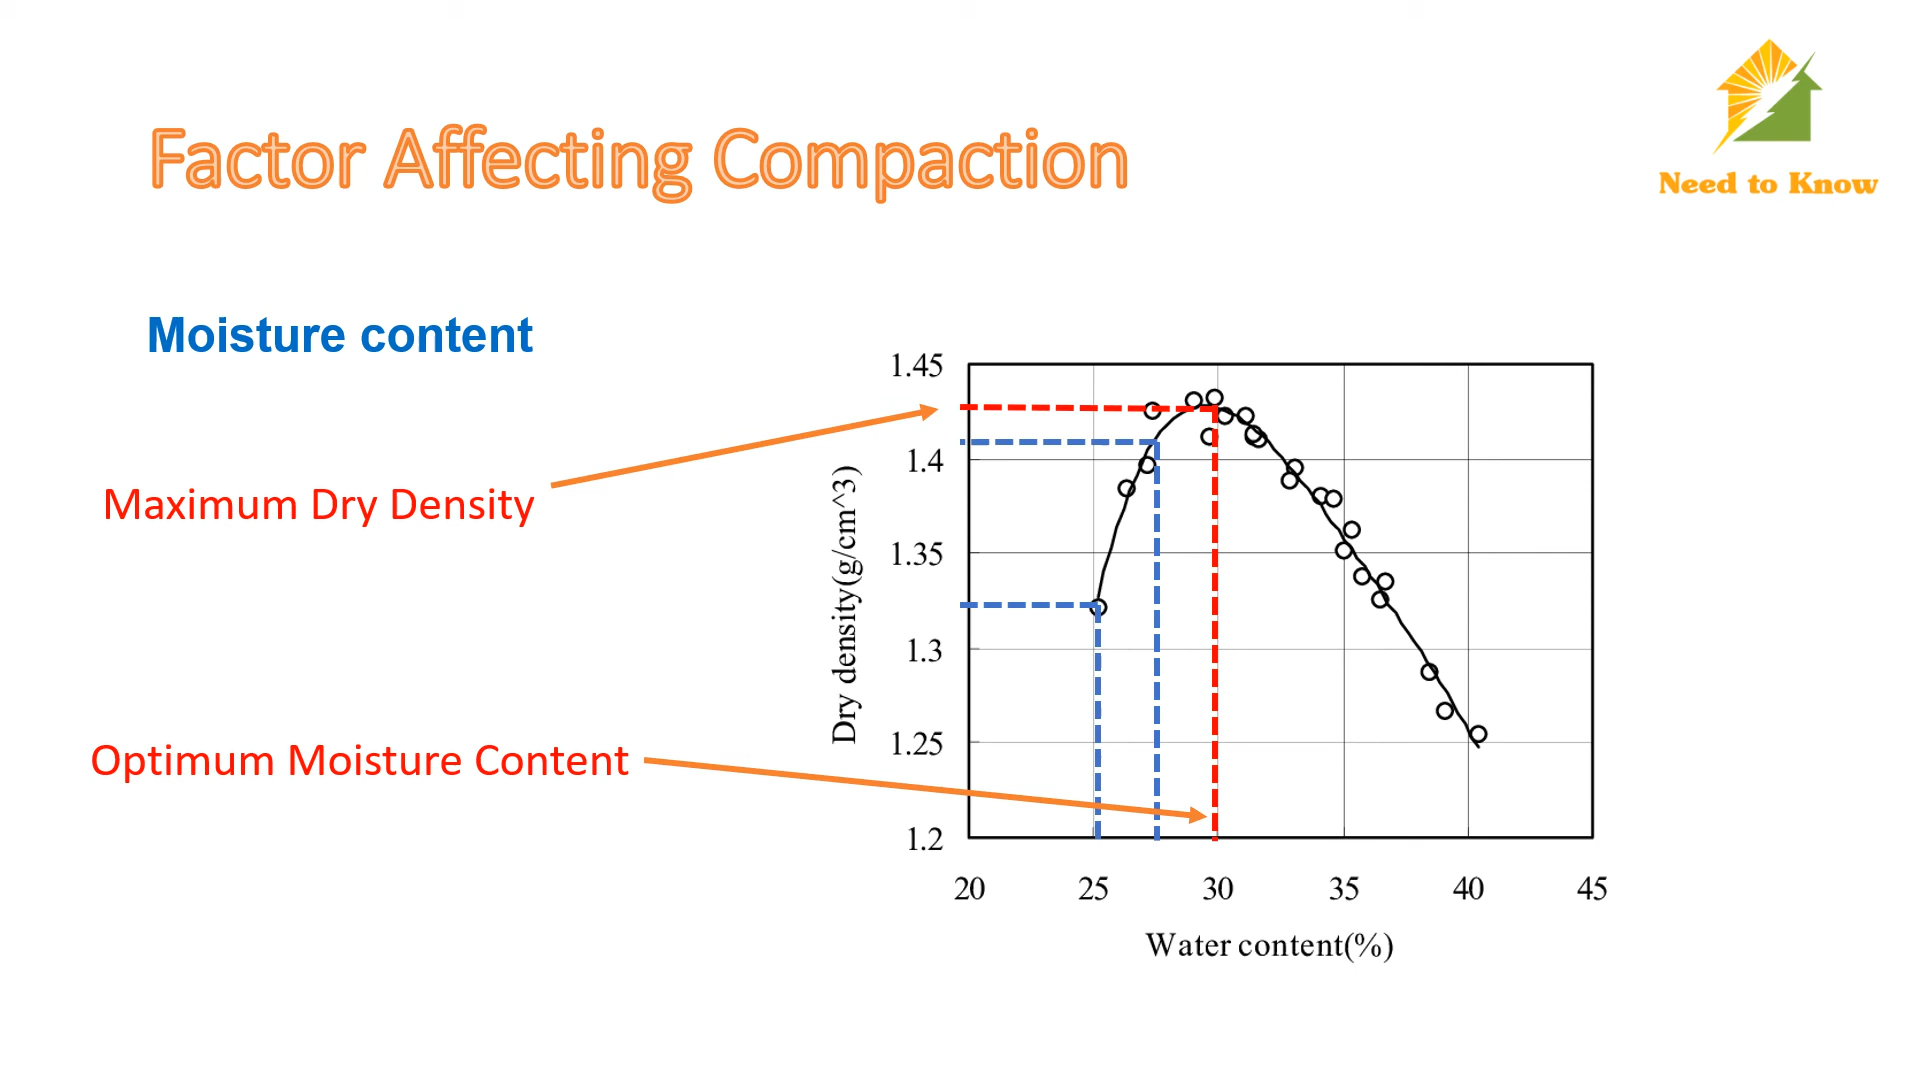 Need to Know
Factor Affecting Compaction
Moisture content
Maximum Dry Density
Optimum Moisture Content
Dry density(g/cm^3)
1.45
1.4
1.35
1.3
1.25
1.2
20 25 30 35 40 45
Water content(%)